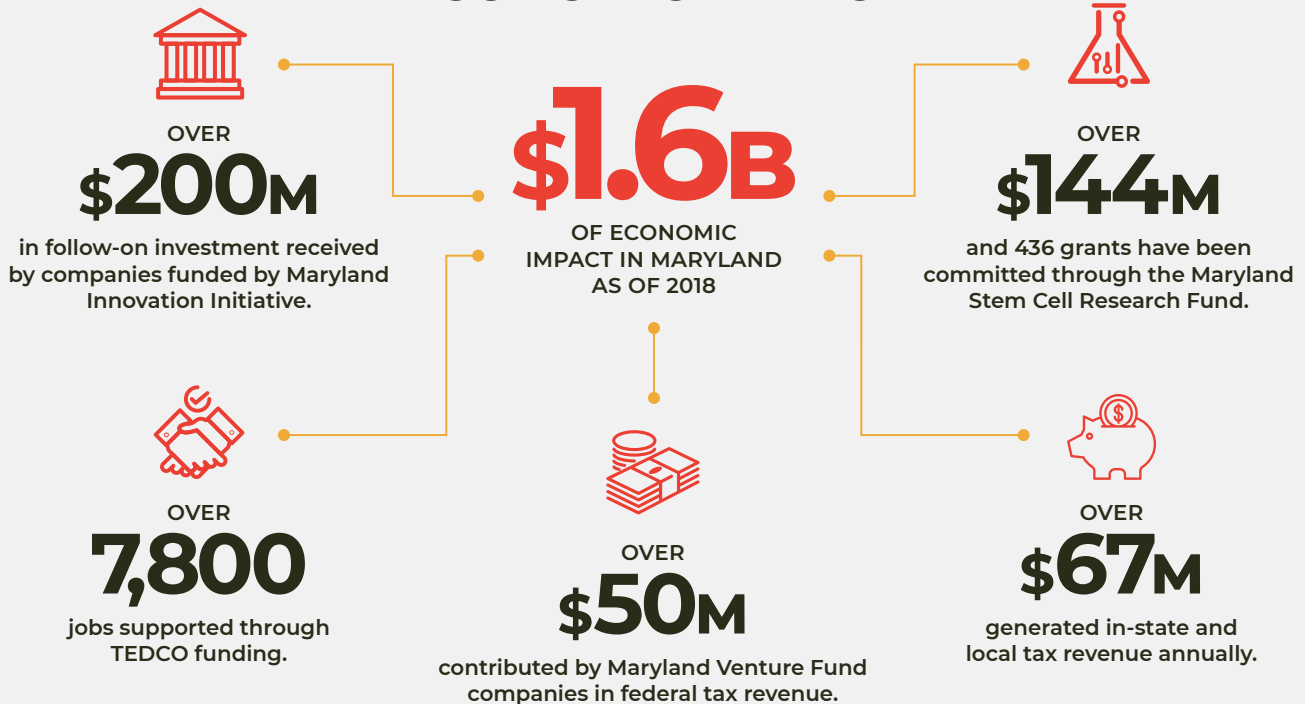 OVER
$200M
in follow-on investment received
by companies funded by Maryland
Innovation Initiative.
$1.6B
OF ECONOMIC
IMPACT IN MARYLAND
AS OF 2018
OVER
$144M
and 436 grants have been
committed through the Maryland
Stem Cell Research Fund.
OVER
7,800
jobs supported through
TEDCO funding.
OVER
$50M
contributed by Maryland Venture Fund
companies in federal tax revenue.
$
OVER
$67M
generated in-state and
local tax revenue annually.